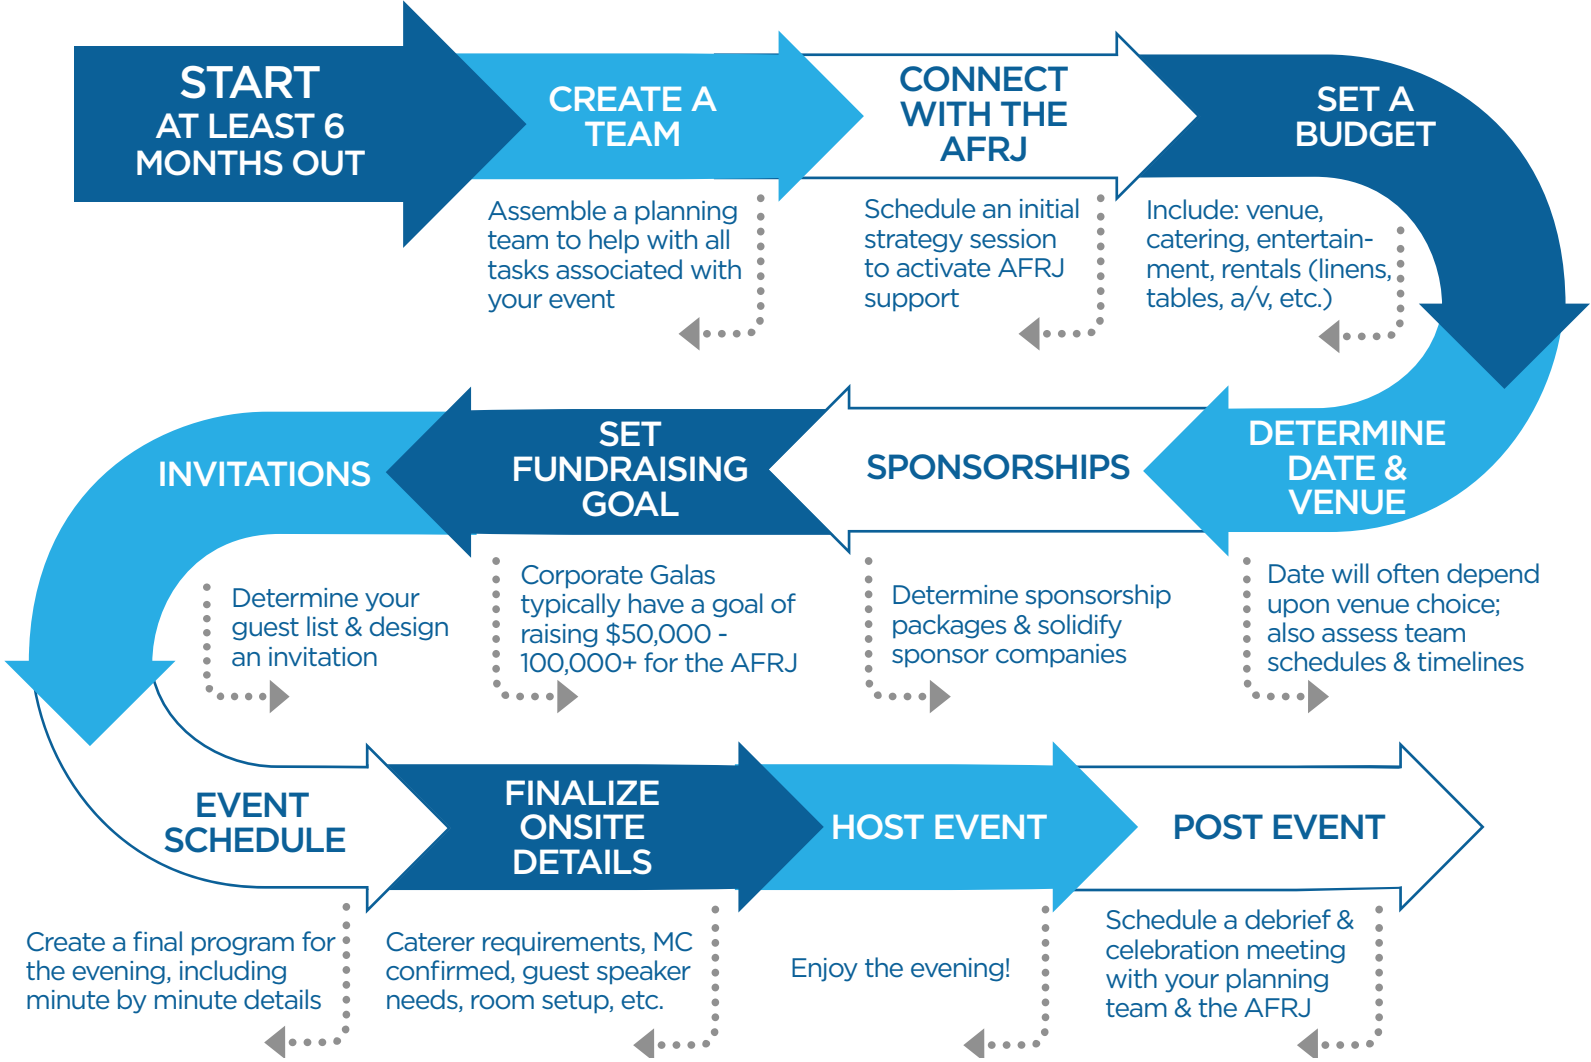 START
AT LEAST 6
MONTHS OUT
CREATE A
TEAM
CONNECT
WITH THE
AFRJ
SET A
BUDGET
Assemble a planning
team to help with all
tasks associated with
your event
Schedule an initial
strategy session
to activate AFRJ
support
Include: venue,
catering, entertain-
ment, rentals (linens,
tables, a/v, etc.)
DETERMINE
DATE &
VENUE
SPONSORSHIPS
SET
FUNDRAISING
GOAL
INVITATIONS
Date will often depend
upon venue choice;
also assess team
schedules & timelines
Determine sponsorship
packages & solidify
sponsor companies
Corporate Galas
typically have a goal of
raising $50,000 -
100,000+ for the AFRJ
Determine your
guest list & design
an invitation
EVENT
SCHEDULE
FINALIZE
ONSITE
DETAILS
HOST EVENT
POST EVENT
Create a final program for
the evening, including
minute by minute details
Caterer requirements, MC
confirmed, guest speaker
needs, room setup, etc.
Enjoy the evening!
Schedule a debrief &
celebration meeting
with your planning
team & the AFRJ